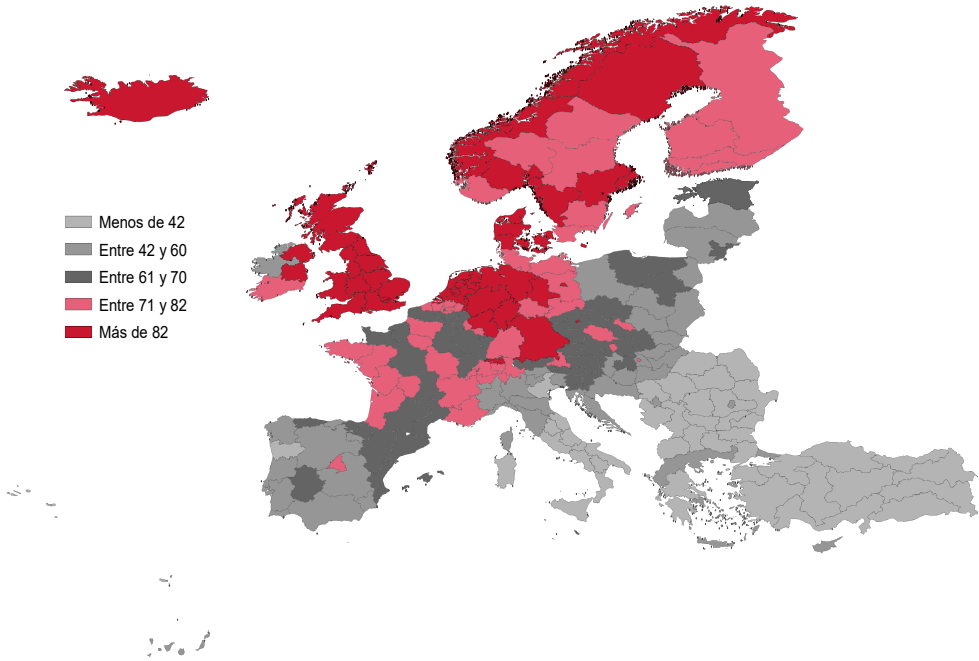 Menos de 42
Entre 42 y 60
Entre 61 y 70
Entre 71 y 82
Más de 82